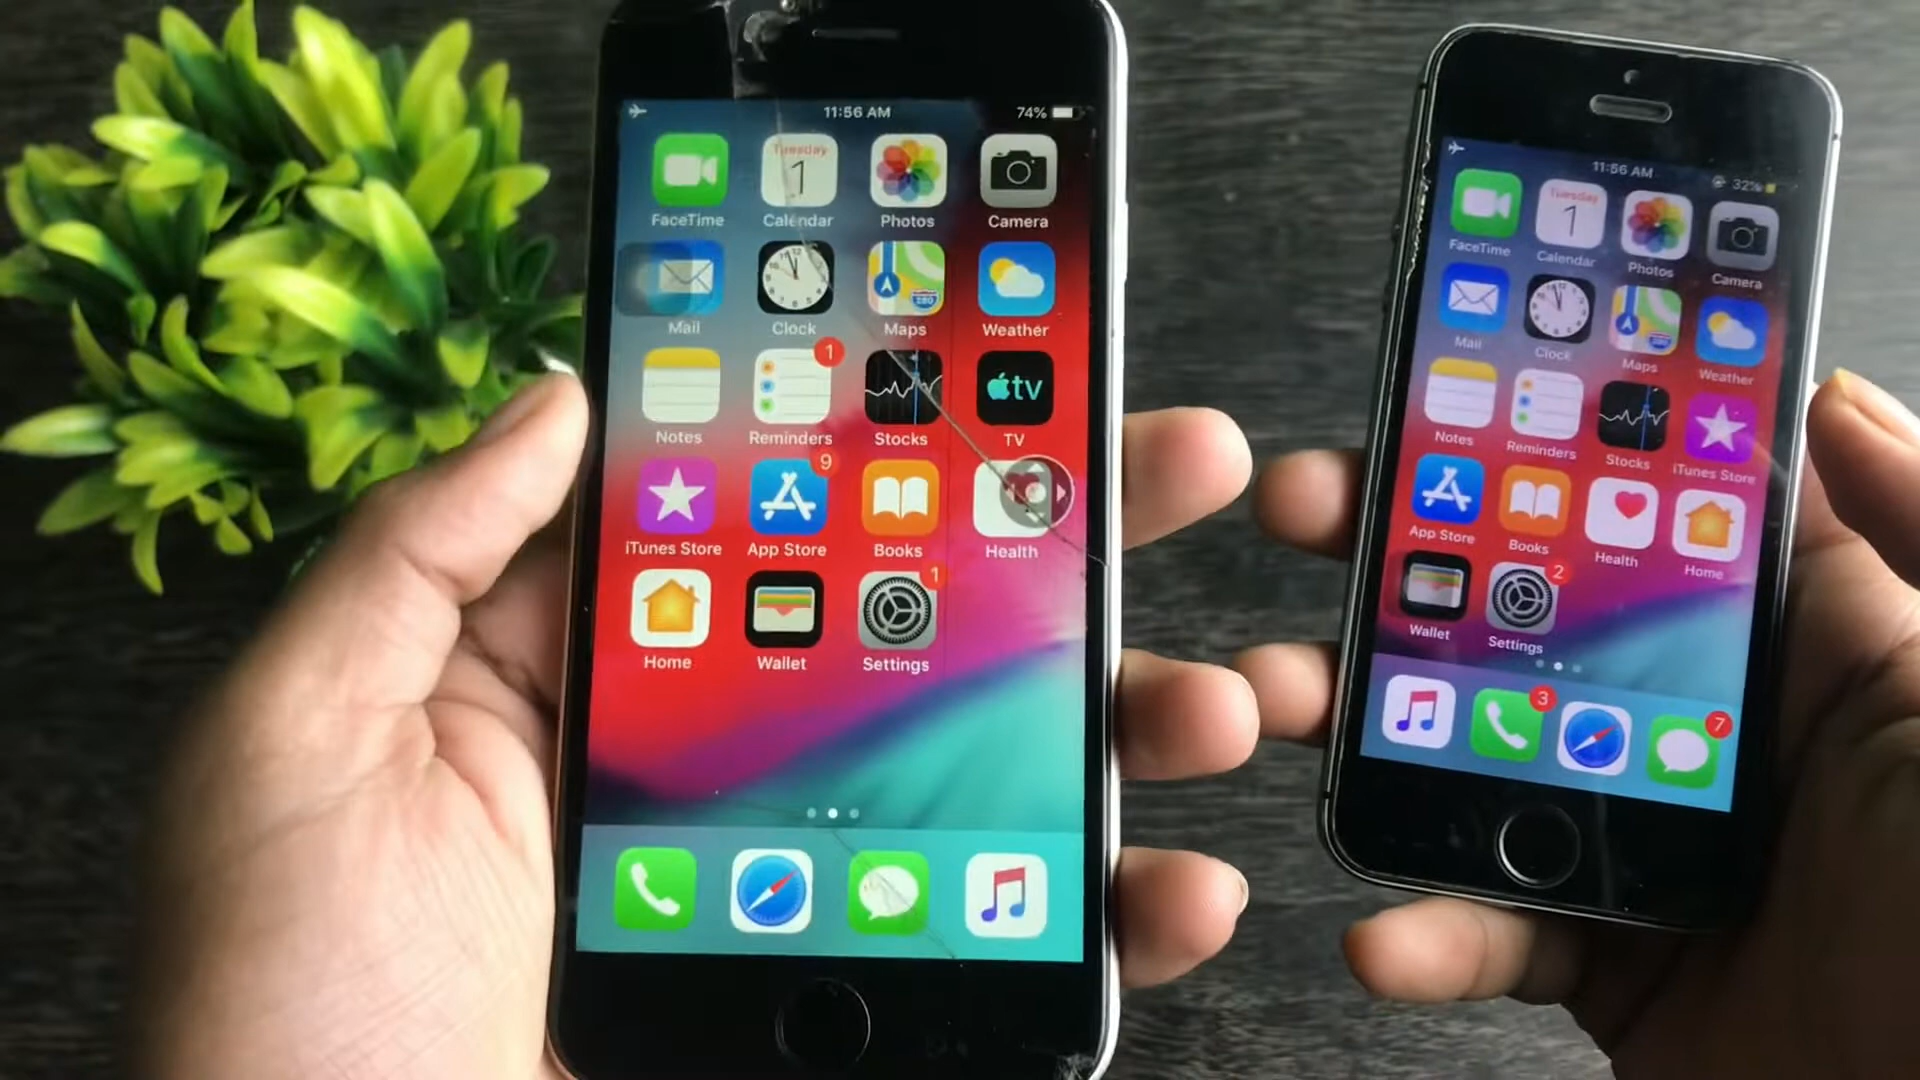 11:56 AM
74%
Tuesday
1
FaceTime
Calendar
Photos
Camera
280
Mail
Clock
Maps
Weather
1
tv
Notes
Reminders
Stocks
TV
9
iTunes Store
App Store
Books
Health
1
Home
Wallet
Settings
11:56 AM
32%
Tuesday
1
FaceTime
Calendar
Photos
Camera
280
Mail
Clock
Maps
Weather
Notes
Reminders
Stocks
iTunes Store
App Store
Books
Health
Home
2
Wallet
Settings
3
7